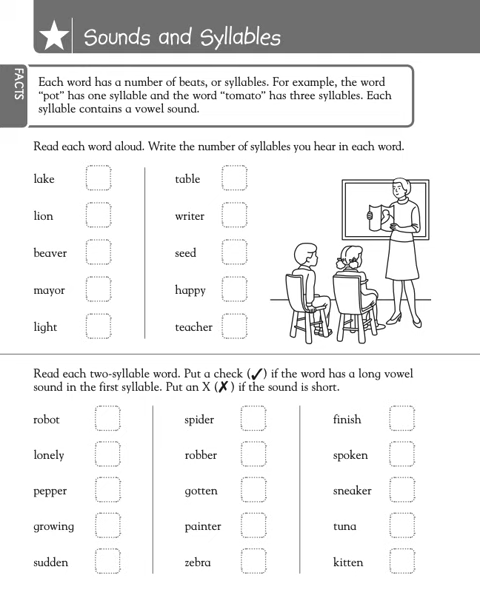 Sounds and Syllables
FACTS
Each word has a number of beats, or syllables. For example, the word
“pot” has one syllable and the word “tomato” has three syllables. Each
syllable contains a vowel sound.
Read each word aloud. Write the number of syllables you hear in each word.
lake
lion
beaver
mayor
light
table
writer
seed
happy
teacher
Read each two-syllable word. Put a check (✓) if the word has a long vowel
sound in the first syllable. Put an X (✗) if the sound is short.
robot
lonely
pepper
growing
sudden
spider
robber
gotten
painter
zebra
finish
spoken
sneaker
tuna
kitten